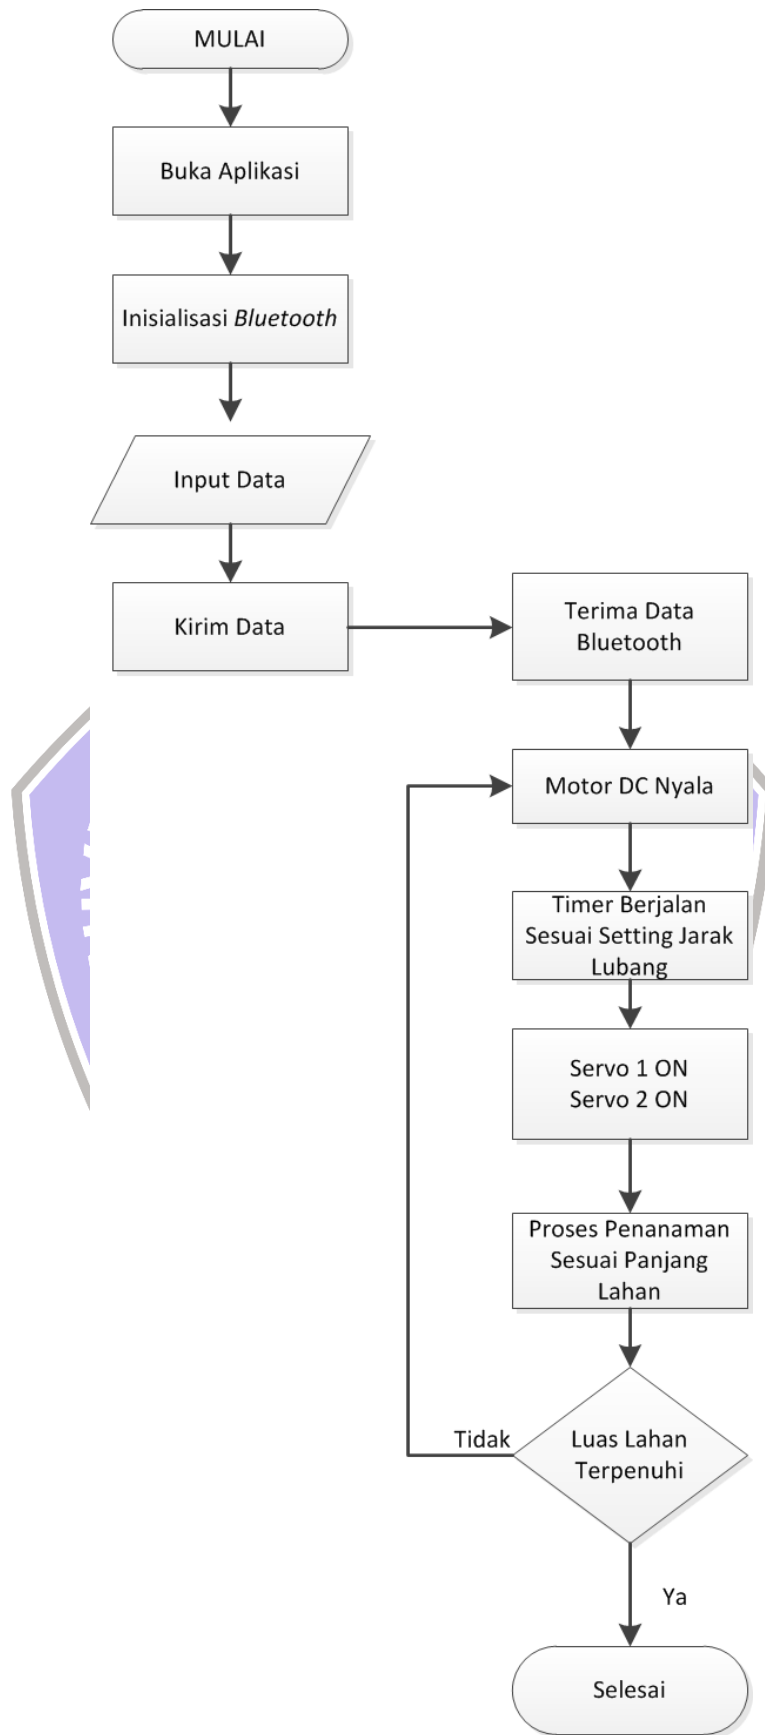 MULAI
Buka Aplikasi
Inisialisasi Bluetooth
Input Data
Kirim Data
Terima Data
Bluetooth
Motor DC Nyala
Timer Berjalan
Sesuai Setting Jarak
Lubang
Servo 1 ON
Servo 2 ON
Proses Penanaman
Sesuai Panjang
Lahan
Tidak
Luas Lahan
Terpenuhi
Ya
Selesai